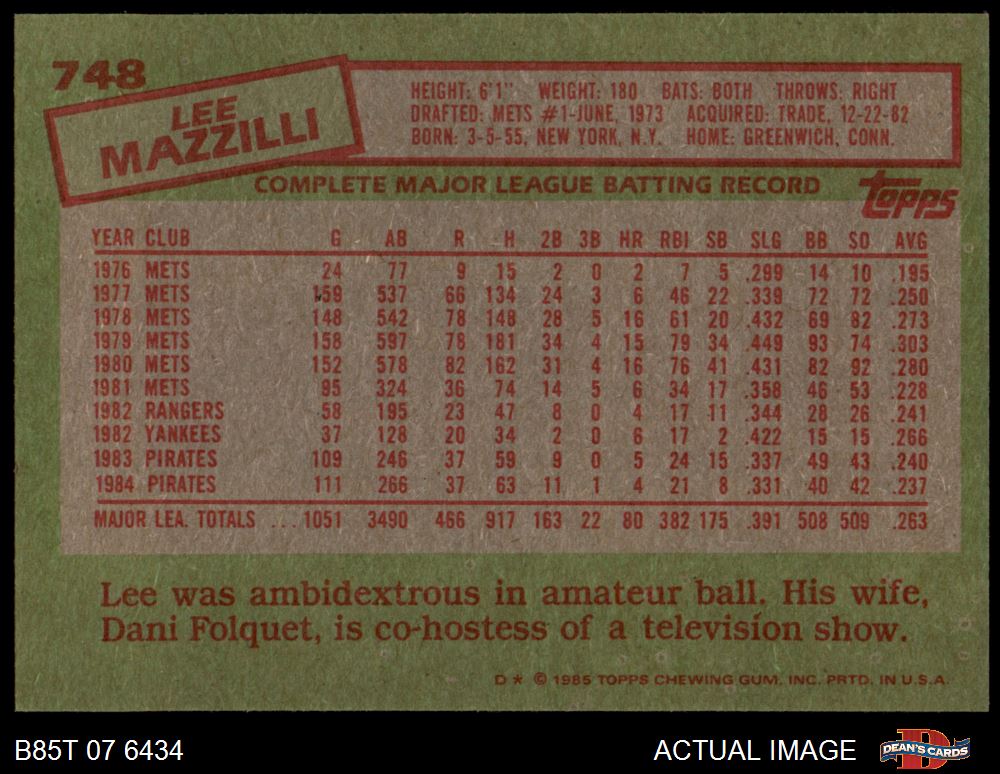 748
LEE
MAZZILLI
HEIGHT: 6'1" WEIGHT: 180 BATS: BOTH THROWS: RIGHT
DRAFTED: METS #1-JUNE, 1973 ACQUIRED: TRADE, 12-22-82
BORN: 3-5-55, NEW YORK, N.Y. HOME: GREENWICH, CONN.
COMPLETE MAJOR LEAGUE BATTING RECORD
topps
YEAR CLUB G AB R H 2B 3B HR RBI SB SLG BB SO AVG
1976 METS 24 77 9 15 2 0 2 7 5 .299 14 10 .195
1977 METS 159 537 66 134 24 3 6 46 22 .339 72 72 .250
1978 METS 148 542 78 148 28 5 16 61 20 .432 69 82 .273
1979 METS 158 597 78 181 34 4 15 79 34 .449 93 74 .303
1980 METS 152 578 82 162 31 4 16 76 41 .431 82 92 .280
1981 METS 95 324 36 74 14 5 6 34 17 .358 46 53 .228
1982 RANGERS 58 195 23 47 8 0 4 17 11 .344 28 26 .241
1982 YANKEES 37 128 20 34 2 0 6 17 2 .422 15 15 .266
1983 PIRATES 109 246 37 59 9 0 5 24 15 .337 49 43 .240
1984 PIRATES 111 266 37 63 11 1 4 21 8 .331 40 42 .237
MAJOR LEA. TOTALS ... 1051 3490 466 917 163 22 80 382 175 .391 508 509 .263
Lee was ambidextrous in amateur ball. His wife,
Dani Folquet, is co-hostess of a television show.
D * © 1985 TOPPS CHEWING GUM, INC. PRTD. IN U.S.A.
B85T 07 6434 ACTUAL IMAGE DEAN'S CARDS